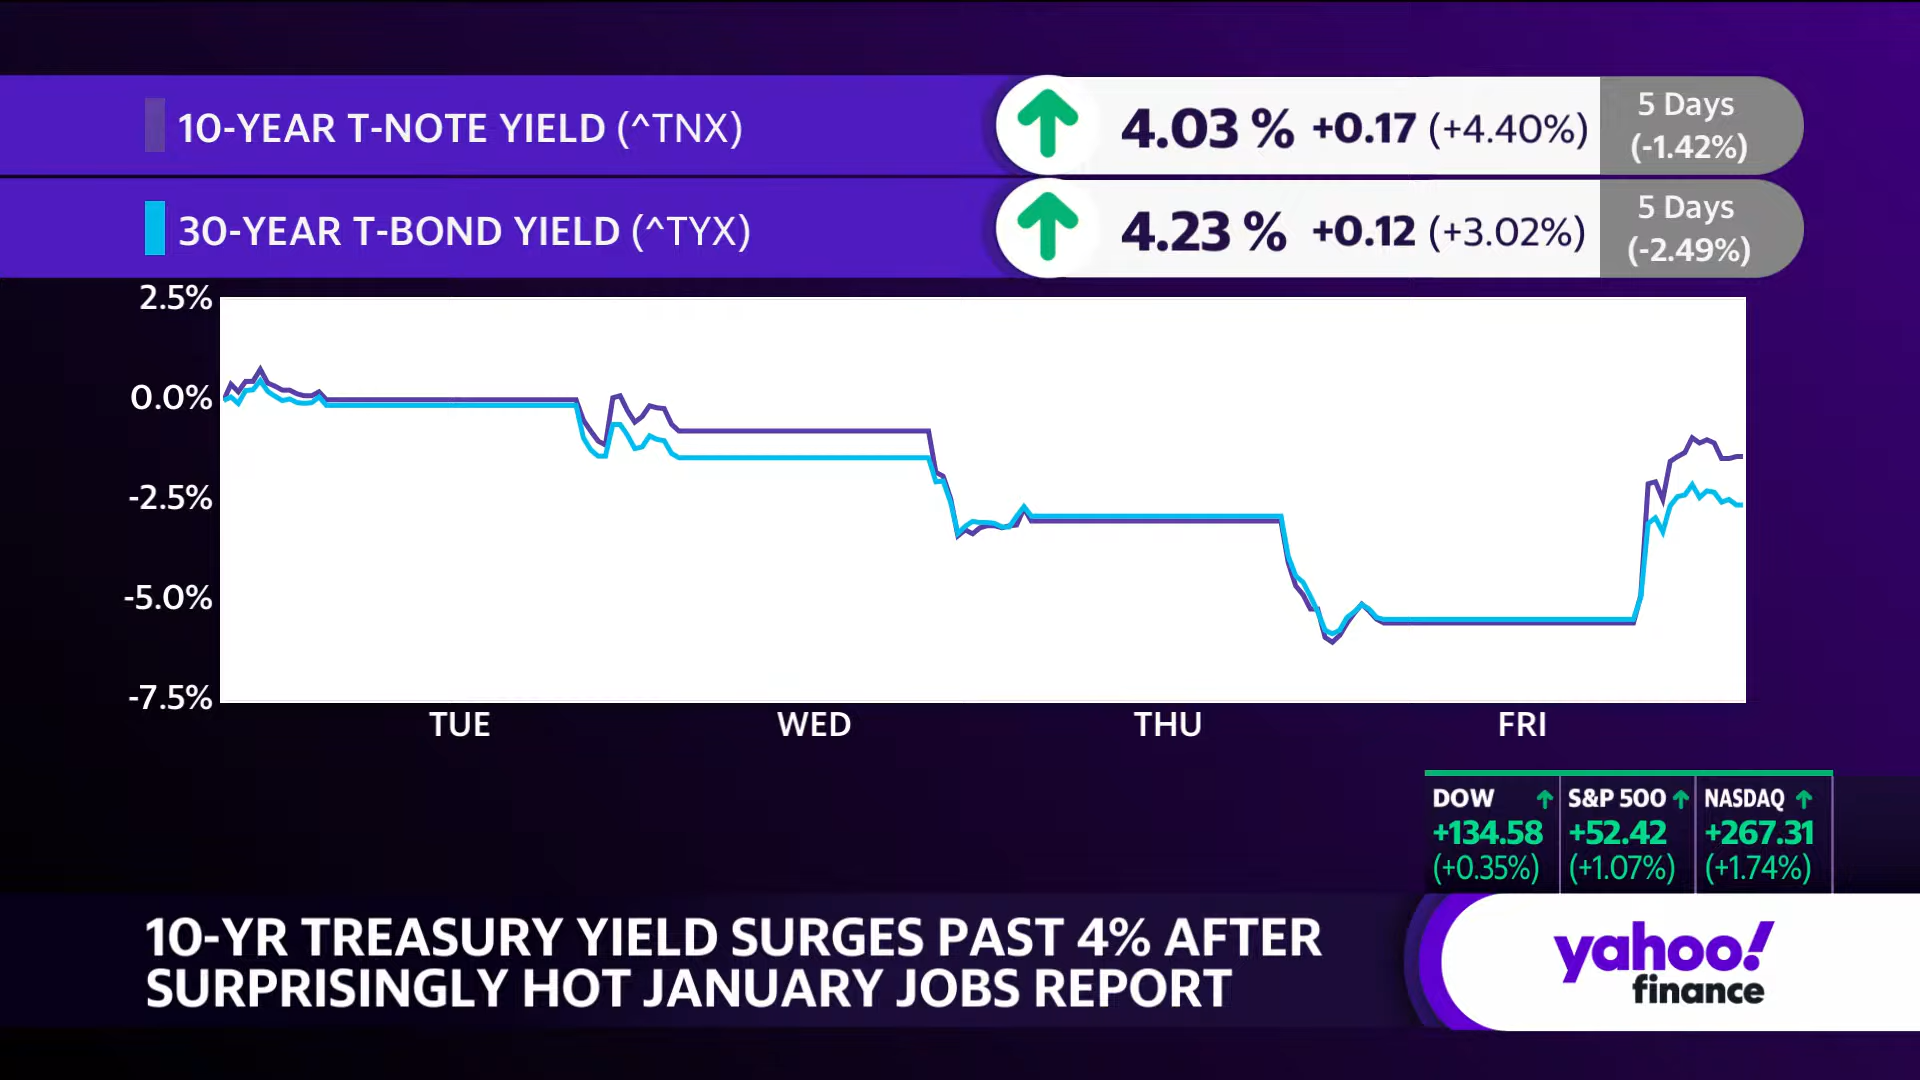 10-YEAR T-NOTE YIELD (^TNX)
4.03 % +0.17 (+4.40%)
5 Days
(-1.42%)
30-YEAR T-BOND YIELD (^TYX)
4.23 % +0.12 (+3.02%)
5 Days
(-2.49%)
2.5%
0.0%
-2.5%
-5.0%
-7.5%
TUE WED THU FRI
DOW S&P 500 NASDAQ
+134.58 +52.42 +267.31
(+0.35%) (+1.07%) (+1.74%)
10-YR TREASURY YIELD SURGES PAST 4% AFTER
SURPRISINGLY HOT JANUARY JOBS REPORT
yahoo!
finance